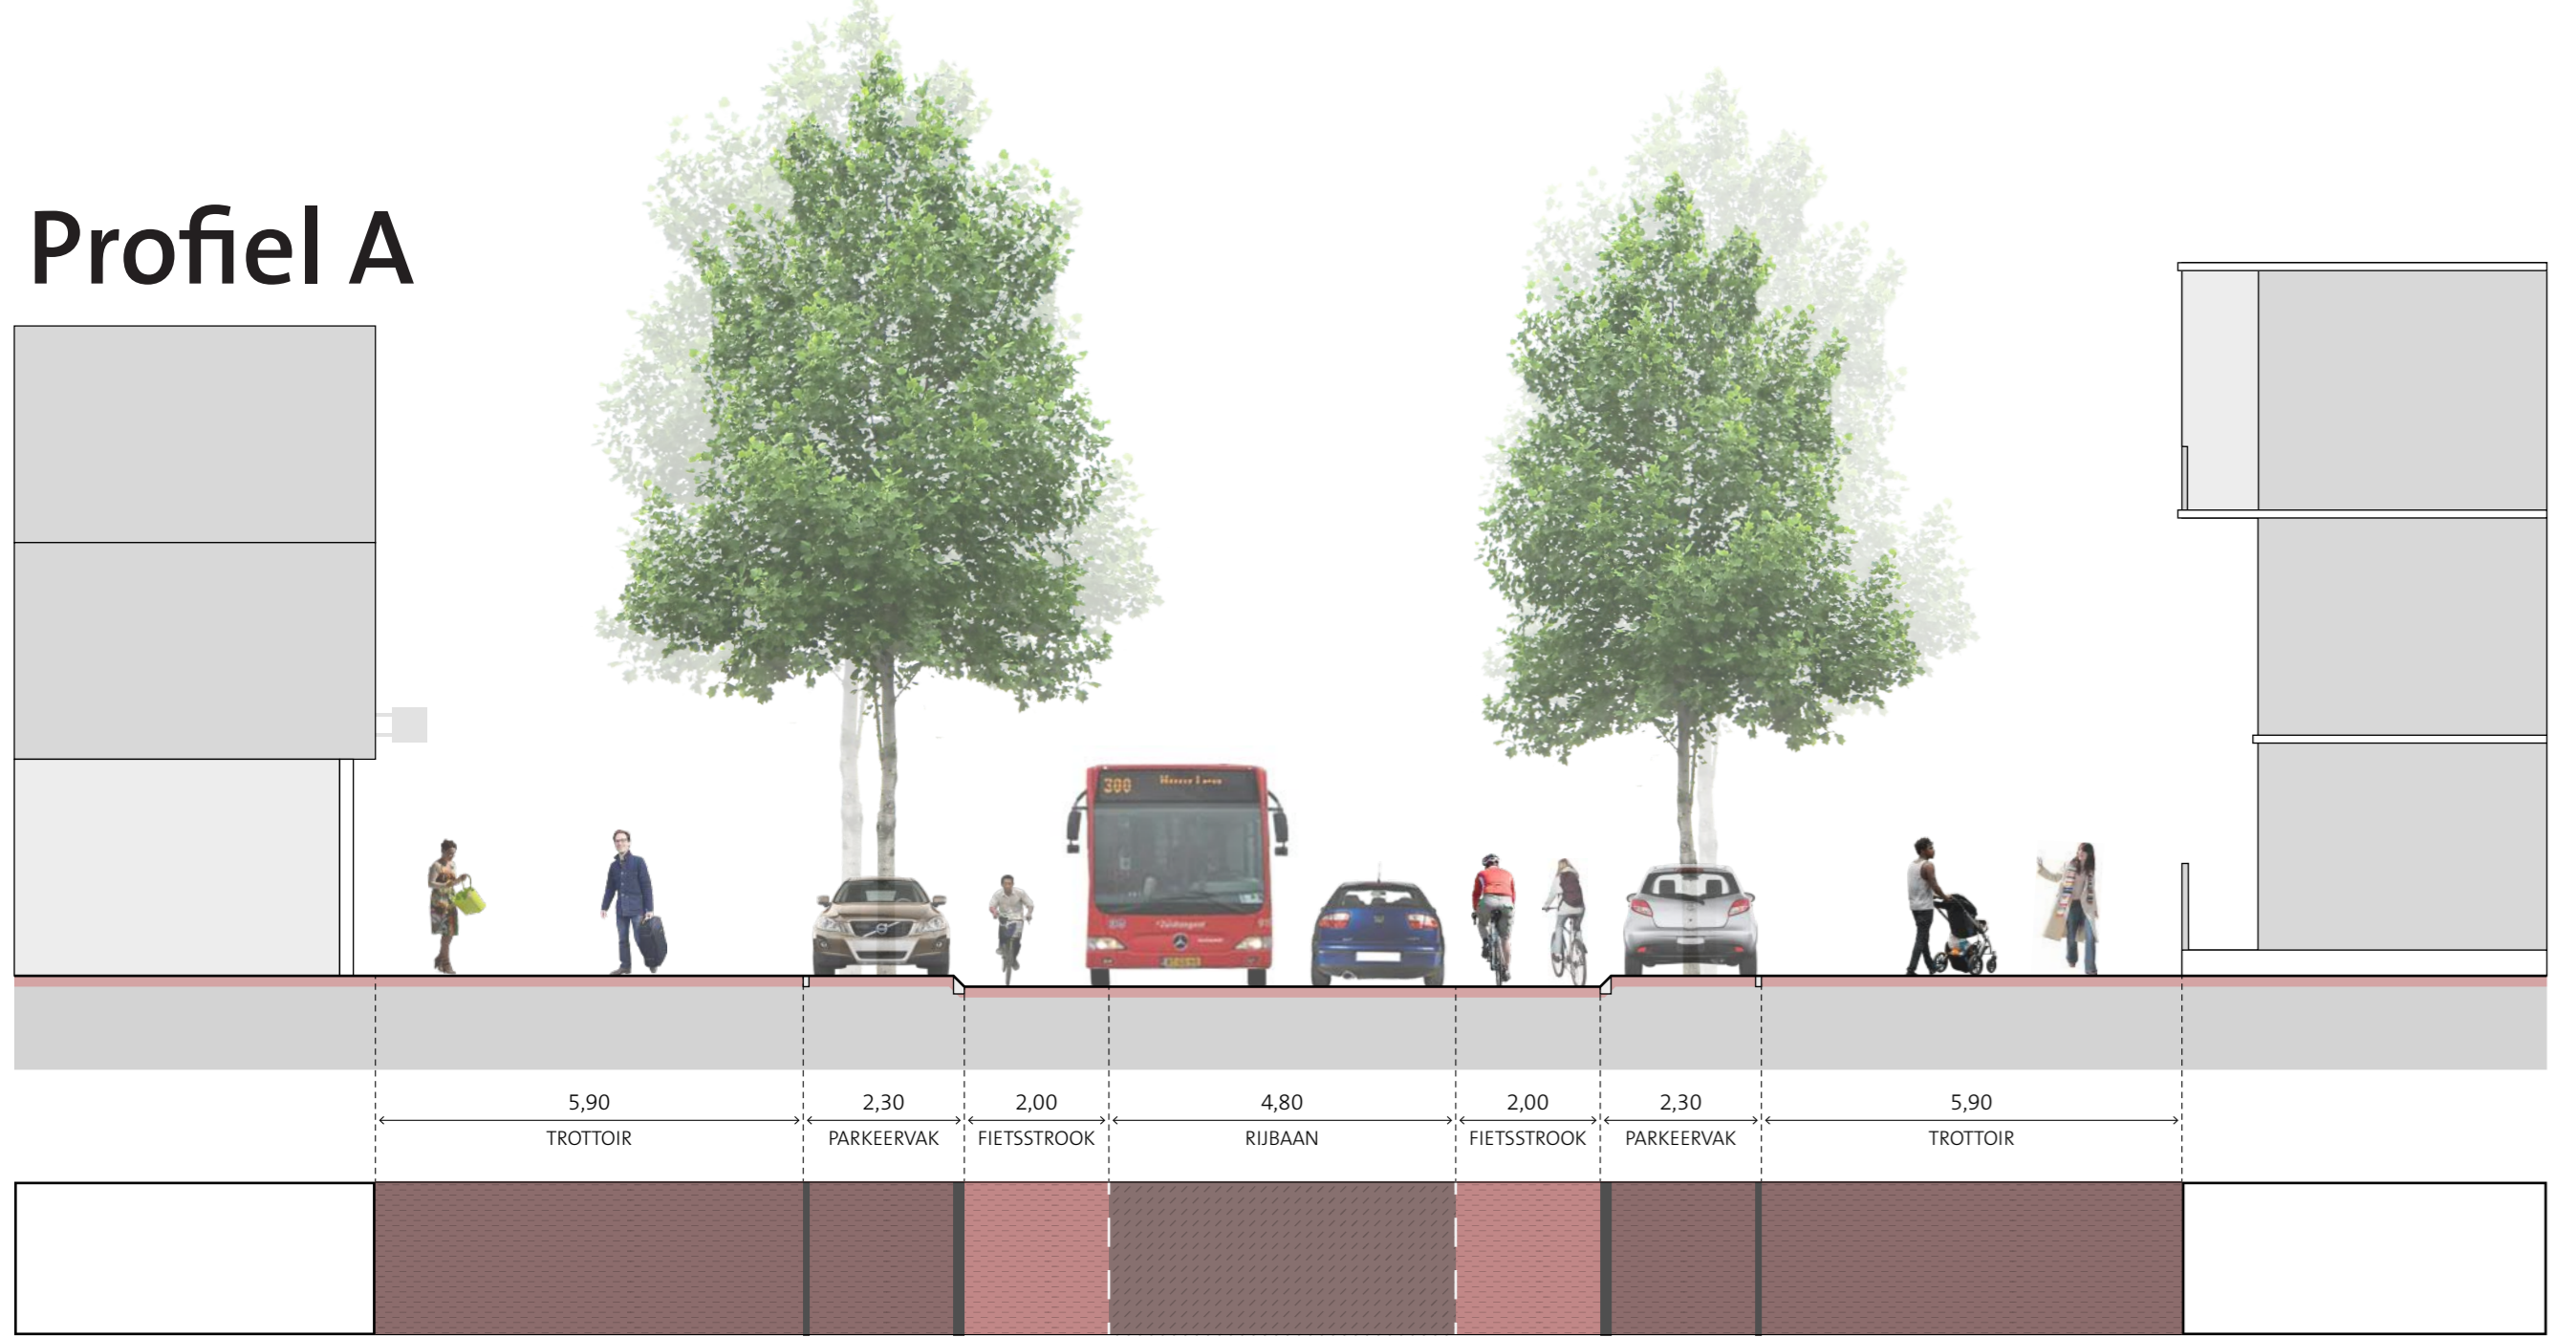 Profiel A
300
5,90
2,30
2,00
4,80
2,00
2,30
5,90
TROTTOIR
PARKEERVAK
FIETSSTROOK
RIJBAAN
FIETSSTROOK
PARKEERVAK
TROTTOIR